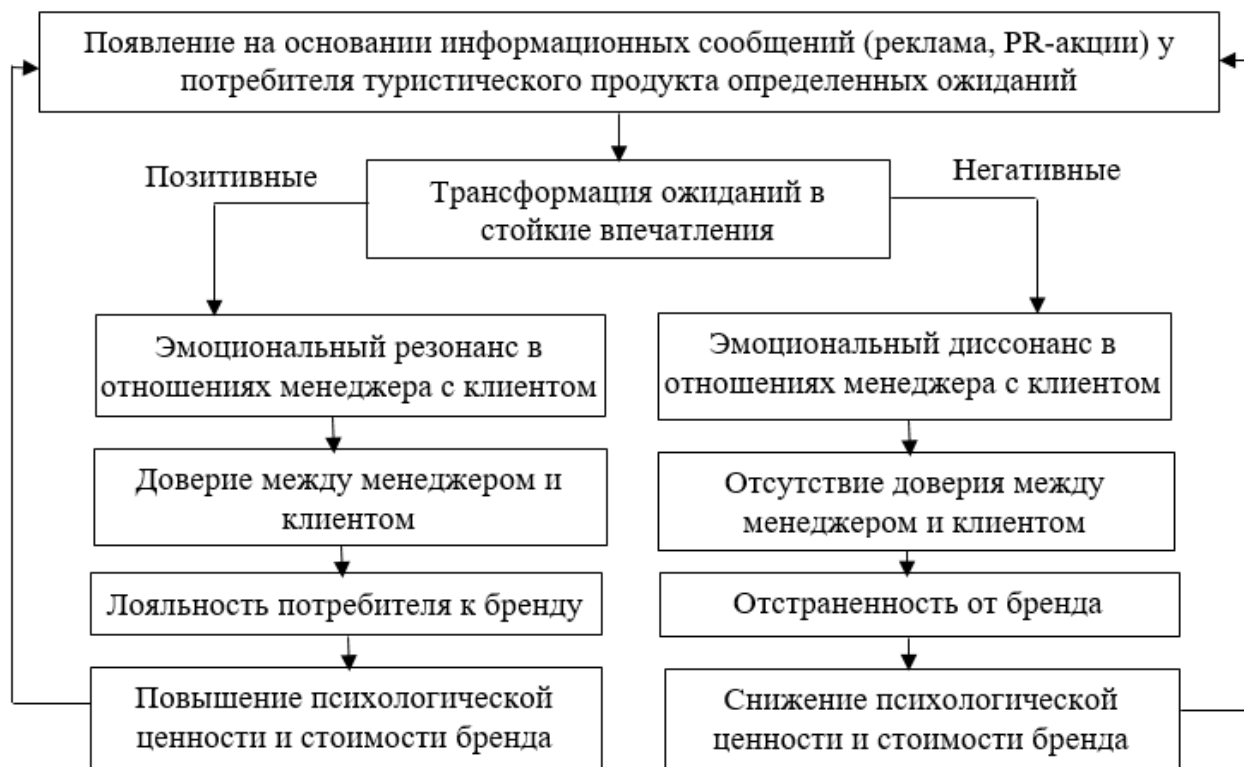 Появление на основании информационных сообщений (реклама, PR-акции) у
потребителя туристического продукта определенных ожиданий
Позитивные
Негативные
Трансформация ожиданий в
стойкие впечатления
Эмоциональный резонанс в
отношениях менеджера с клиентом
Доверие между менеджером и
клиентом
Лояльность потребителя к бренду
Повышение психологической
ценности и стоимости бренда
Эмоциональный диссонанс в
отношениях менеджера с клиентом
Отсутствие доверия между
менеджером и клиентом
Отстраненность от бренда
Снижение психологической
ценности и стоимости бренда